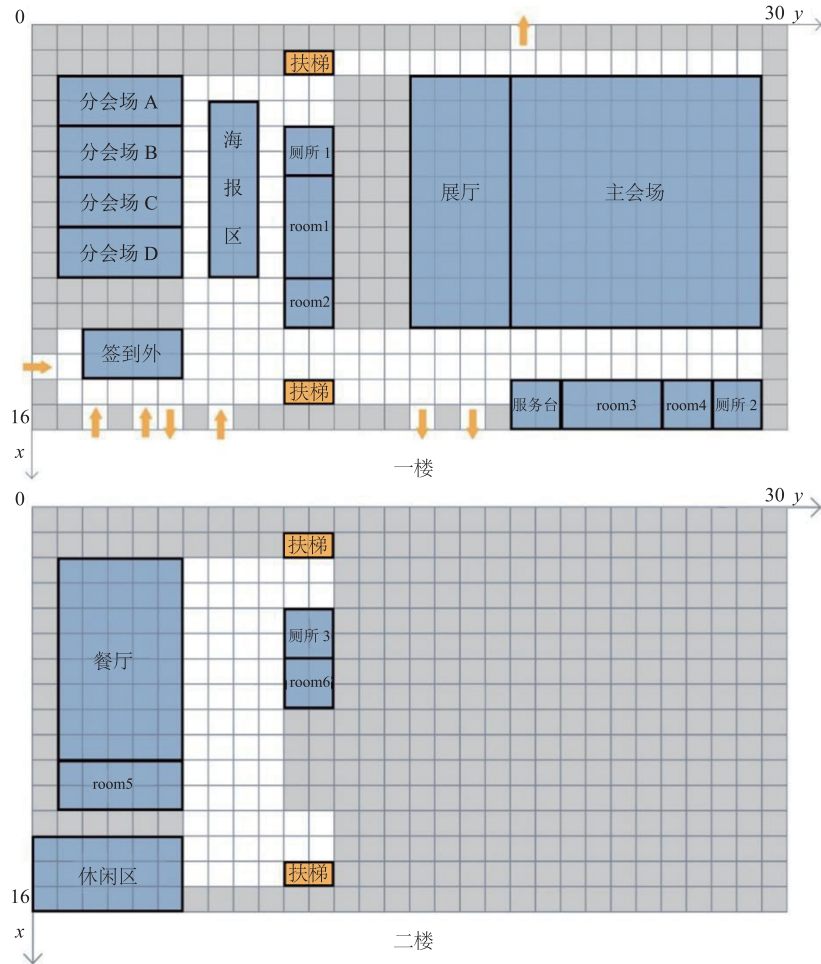 0
30 y
扶梯
分会场 A
分会场 B
分会场 C
分会场 D
海
报
区
厕所 1
room1
room2
展厅
主会场
签到外
扶梯
服务台
room3
room4
厕所 2
16
x
一楼
0
30 y
扶梯
餐厅
厕所 3
room6
room5
休闲区
扶梯
16
x
二楼